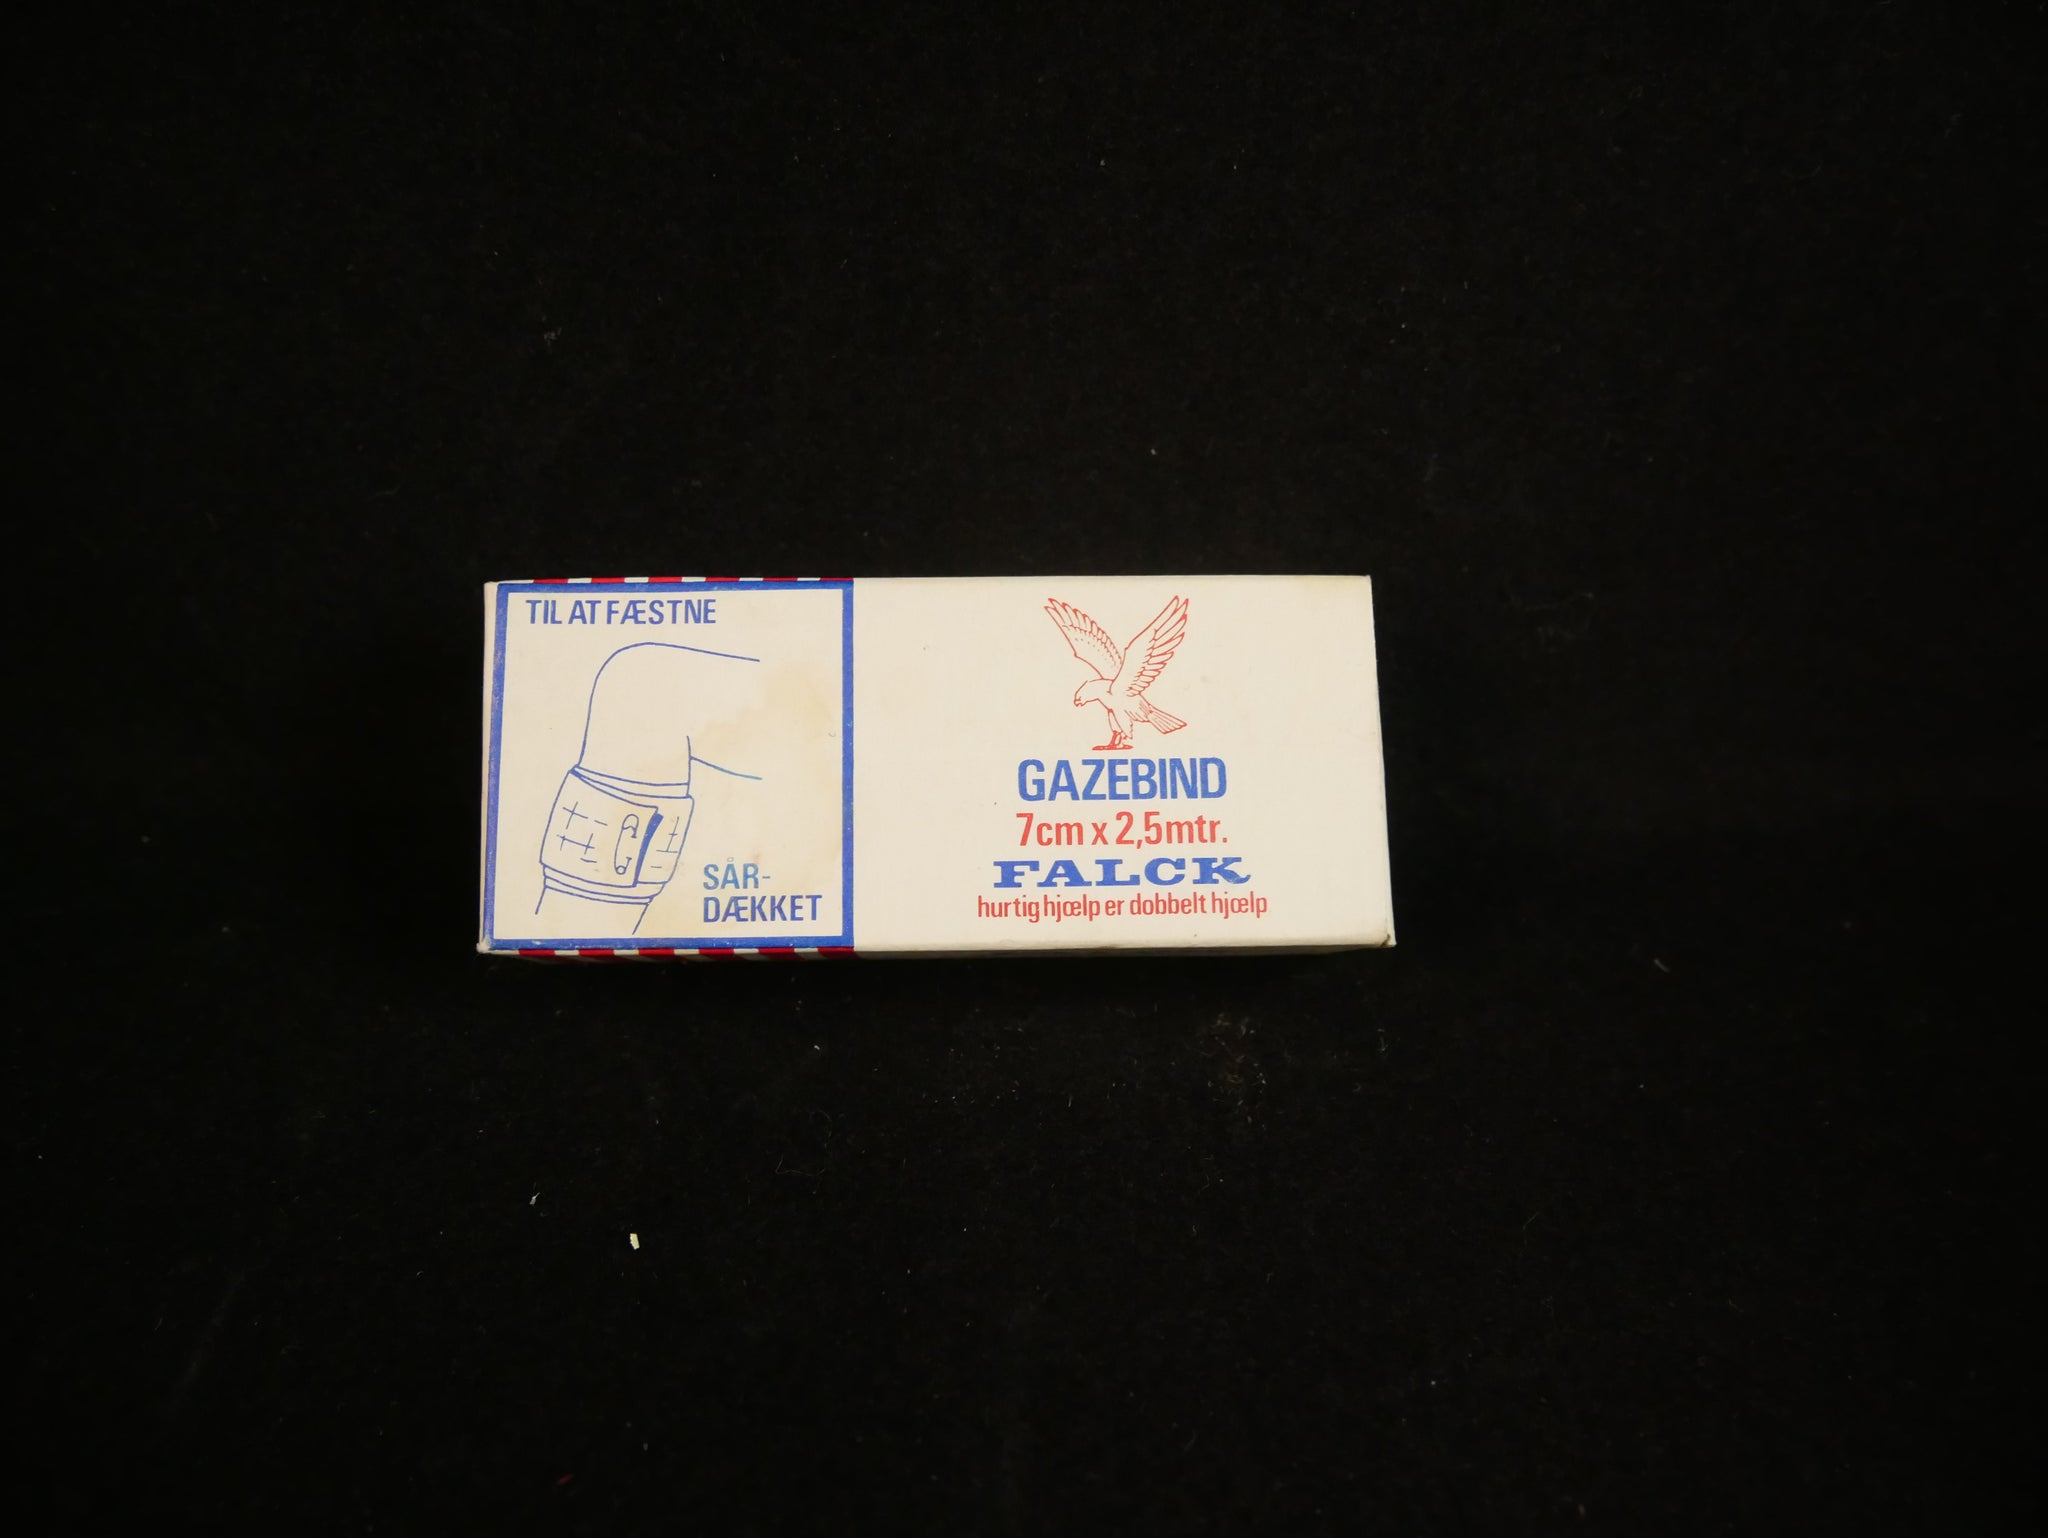 TIL AT FÆSTNE
SÅR-
DÆKKET
GAZEBIND
7cm x 2,5mtr.
FALCK
hurtig hjælp er dobbelt hjælp